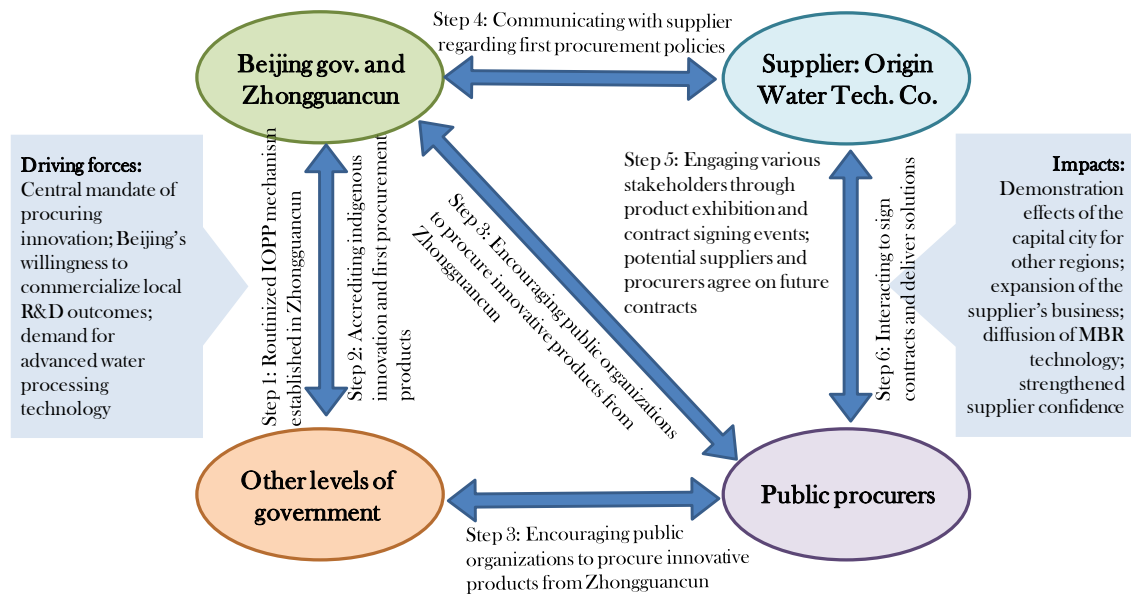 Step 4: Communicating with supplier
regarding first procurement policies
Beijing gov. and
Zhongguancun
Supplier: Origin
Water Tech. Co.
Driving forces:
Central mandate of
procuring
innovation; Beijing's
willingness to
commercialize local
R&D outcomes;
demand for
advanced water
processing
technology
Step 1: Routinized IOPP mechanism
established in Zhongguancun
Step 2: Accrediting indigenous
innovation and first procurement
products
Step 3: Encouraging public organizations
to procure innovative products from
Zhongguancun
Step 5: Engaging various
stakeholders through
product exhibition and
contract signing events;
potential suppliers and
procurers agree on future
contracts
Step 6: Interacting to sign
contracts and deliver solutions
Impacts:
Demonstration
effects of the
capital city for
other regions;
expansion of the
supplier's business;
diffusion of MBR
technology;
strengthened
supplier confidence
Other levels of
government
Public procurers
Step 3: Encouraging public
organizations to procure innovative
products from Zhongguancun